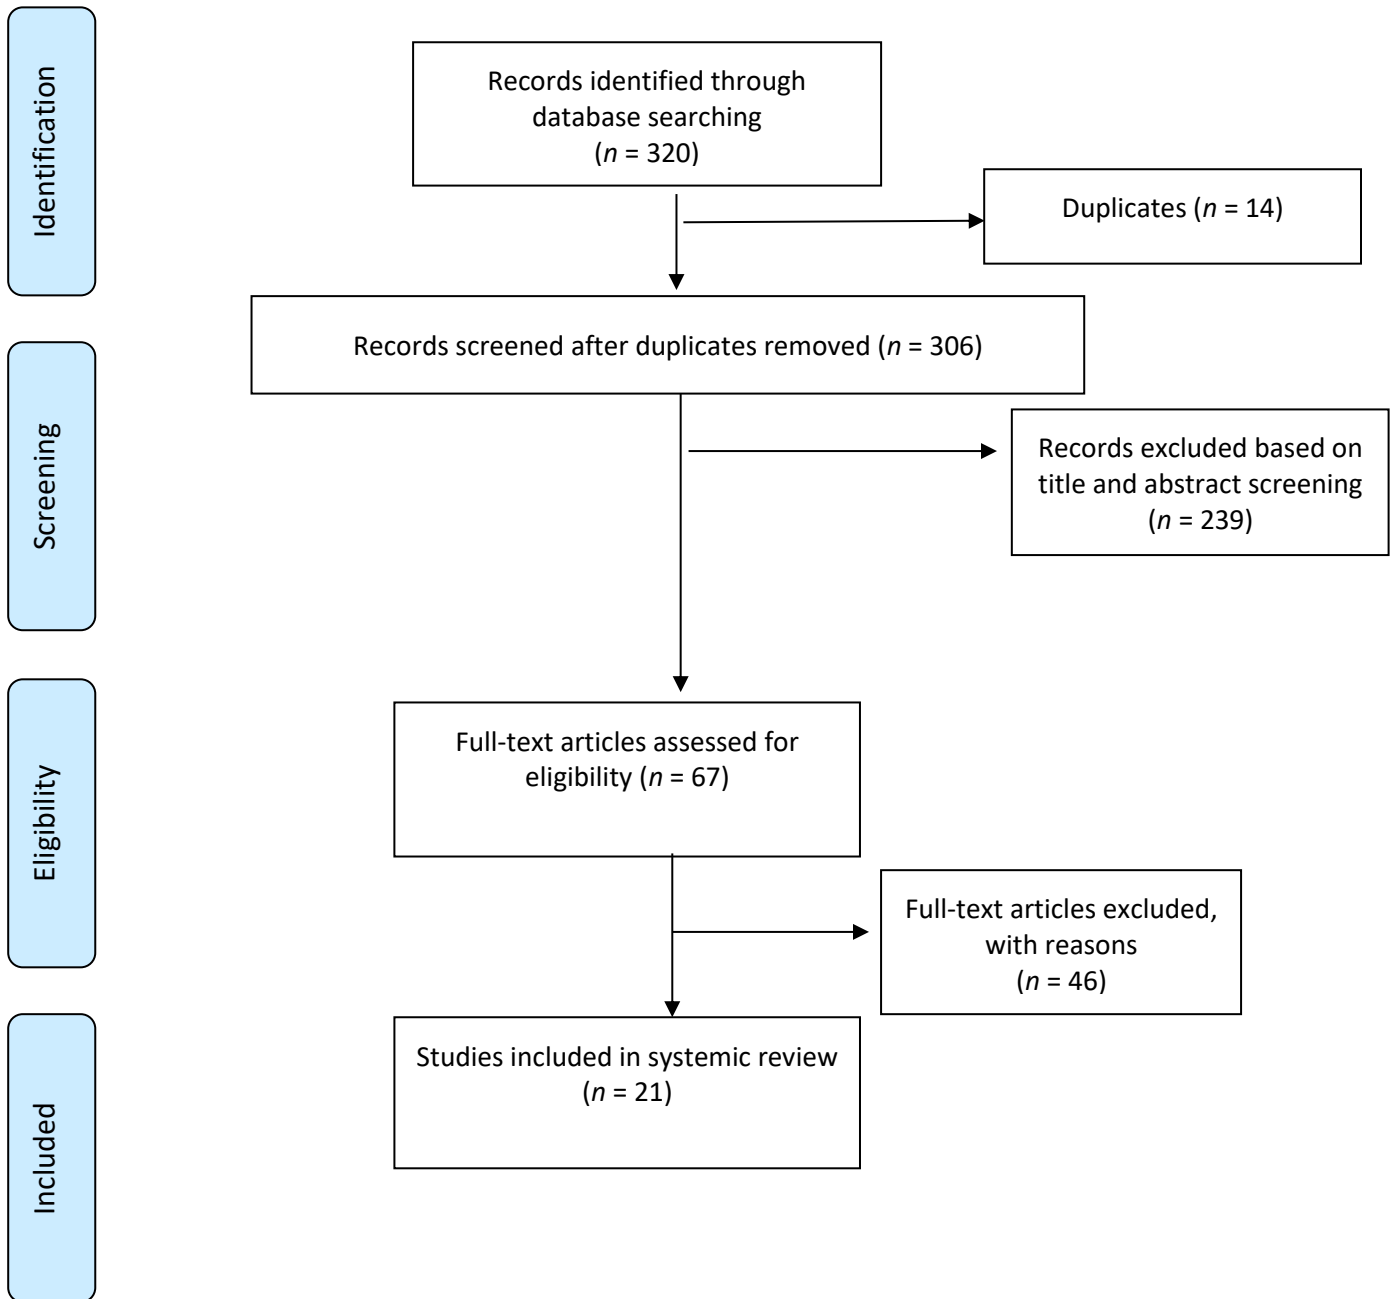 Identification
Records identified through
database searching
(n = 320)
Duplicates (n = 14)
Records screened after duplicates removed (n = 306)
Screening
Records excluded based on
title and abstract screening
(n = 239)
Eligibility
Full-text articles assessed for
eligibility (n = 67)
Full-text articles excluded,
with reasons
(n = 46)
Included
Studies included in systemic review
(n = 21)